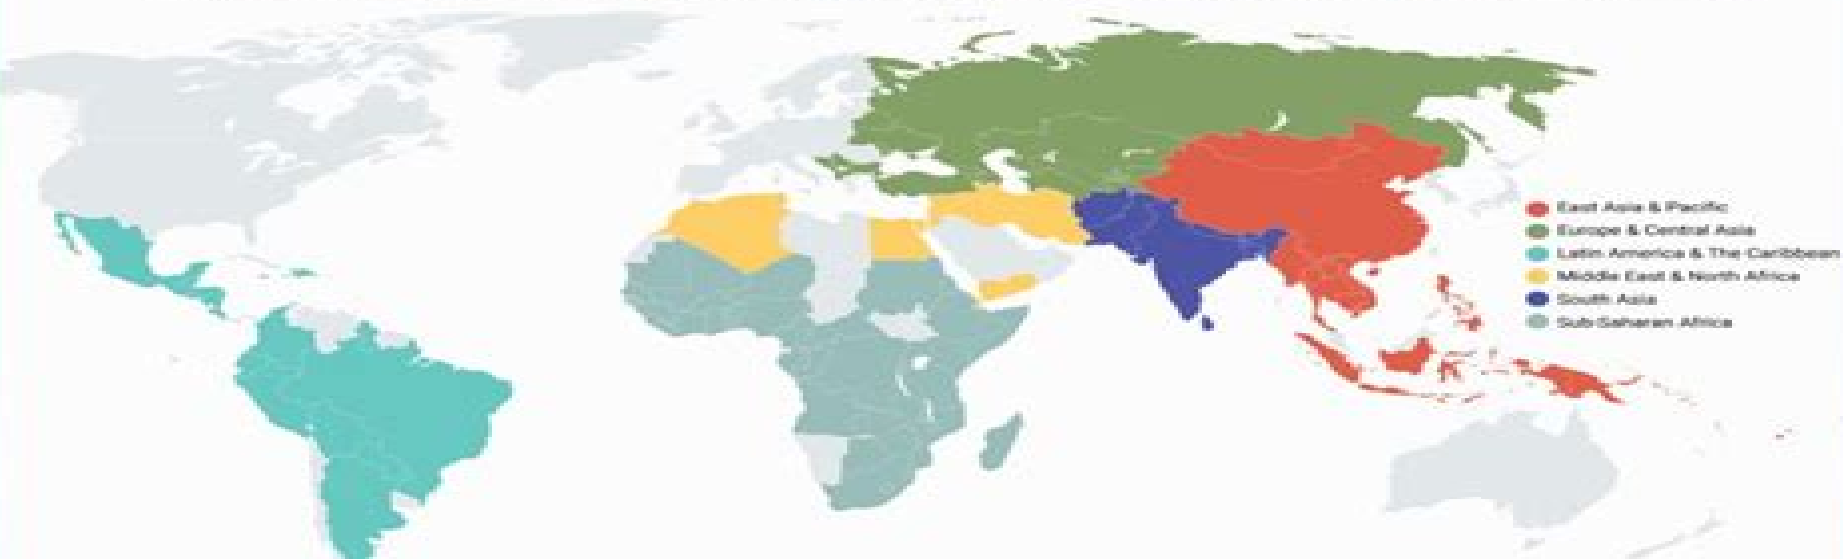 East Asia & Pacific
Europe & Central Asia
Latin America & The Caribbean
Middle East & North Africa
South Asia
Sub-Saharan Africa